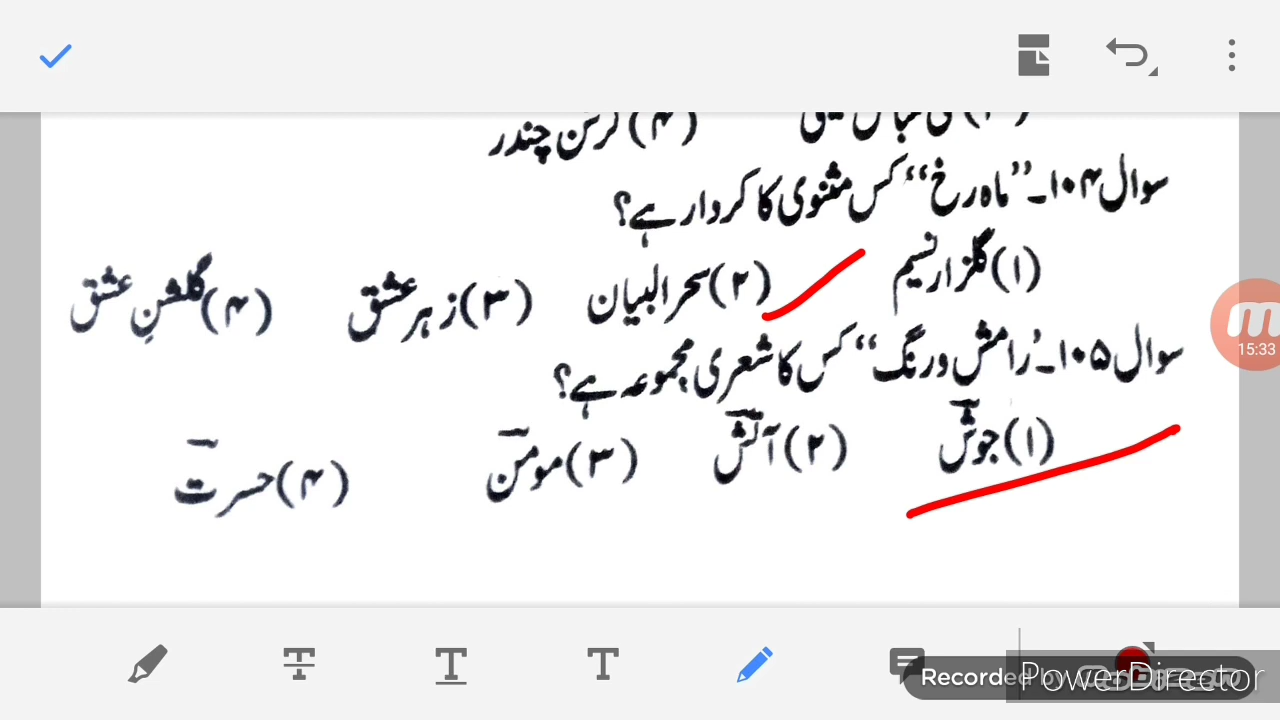 (۴) کرشن چندر
سوال ۱۰۴۔ ’’ماہ رخ‘‘ کس مثنوی کا کردار ہے؟
(۱) گلزار نسیم (۲) سحر البیان (۳) زہر عشق (۴) گلشنِ عشق
سوال ۱۰۵۔ ’رامش و رنگ‘‘ کس کا شعری مجموعہ ہے؟
(۱) جوشؔ (۲) آتشؔ (۳) مومنؔ (۴) حسرتؔ
15:33
T T T
Recorded by
PowerDirector